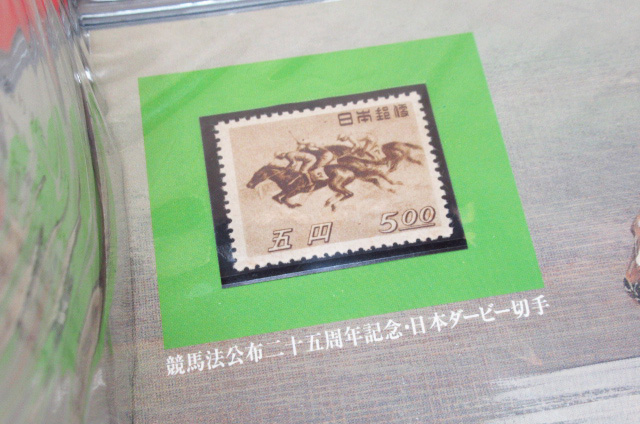 日本郵便
五円 5.00
競馬法公布二十五周年記念・日本ダービー切手